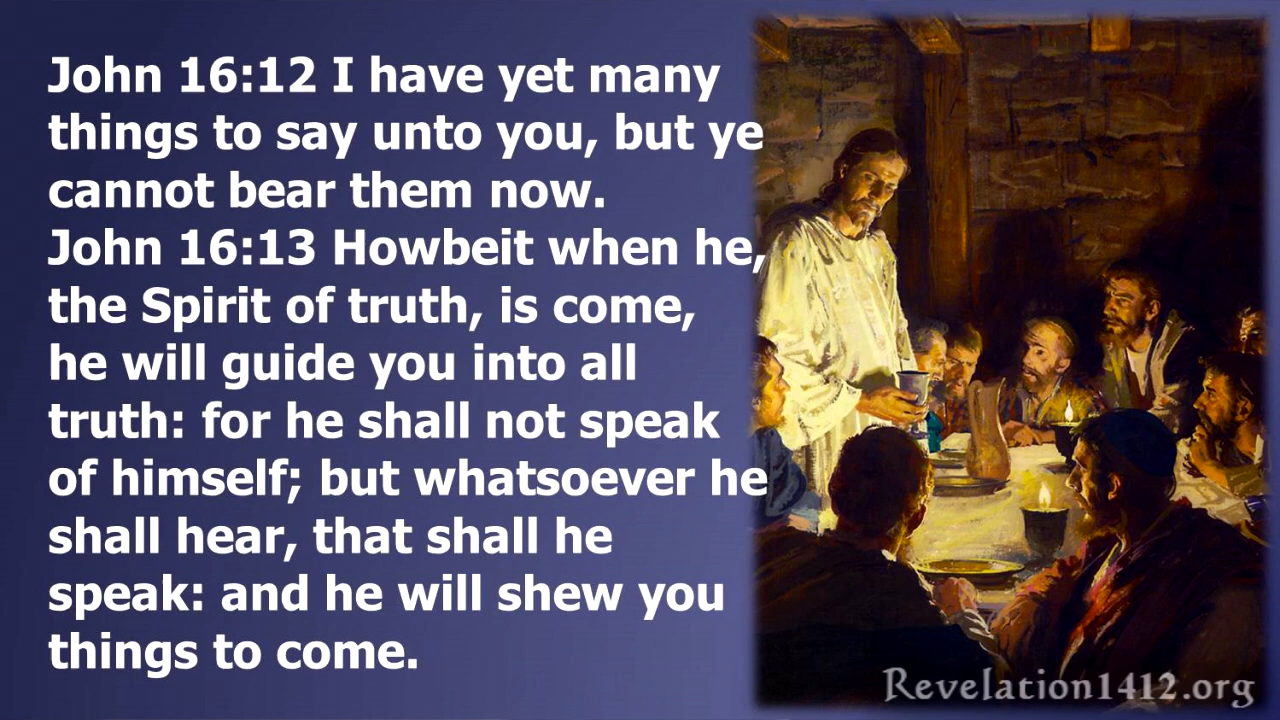 John 16:12 I have yet many
things to say unto you, but ye
cannot bear them now.
John 16:13 Howbeit when he,
the Spirit of truth, is come,
he will guide you into all
truth: for he shall not speak
of himself; but whatsoever he
shall hear, that shall he
speak: and he will shew you
things to come.
Revelation1412.org